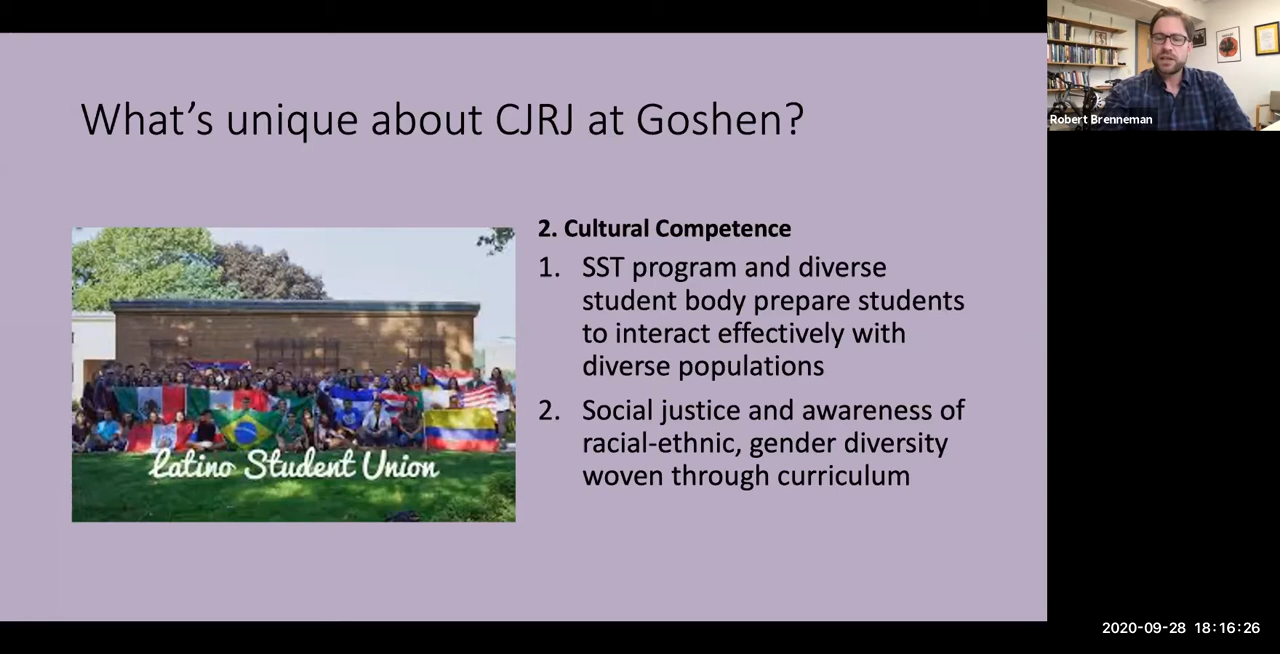 What's unique about CJRJ at Goshen?
Robert Brenneman
2. Cultural Competence
1. SST program and diverse
student body prepare students
to interact effectively with
diverse populations
2. Social justice and awareness of
racial-ethnic, gender diversity
woven through curriculum
Latino Student Union
2020-09-28 18:16:26